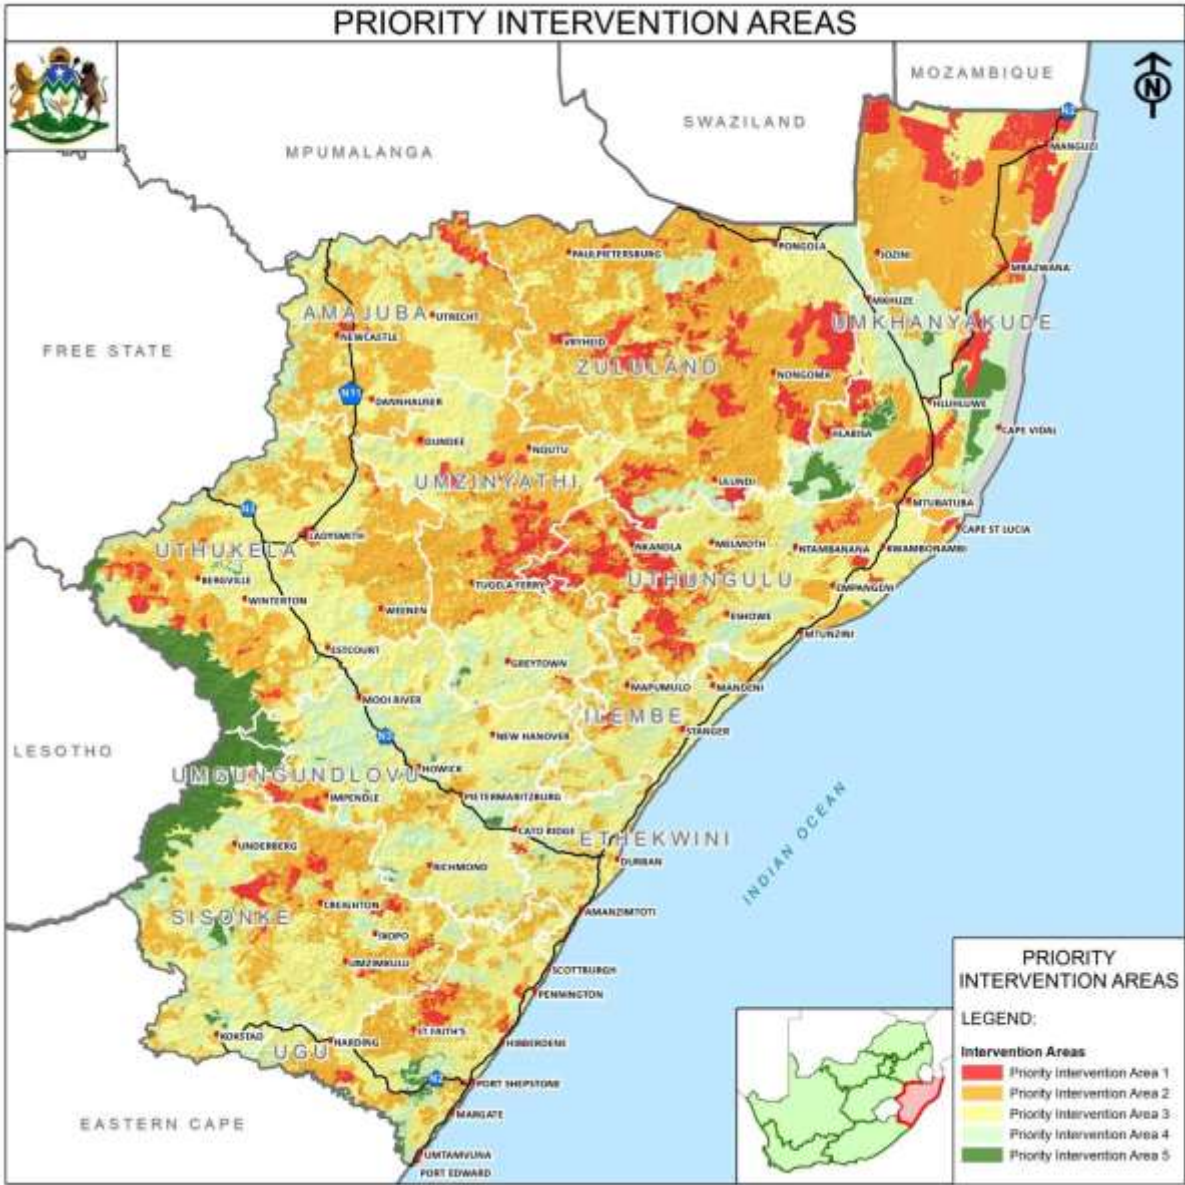 PRIORITY INTERVENTION AREAS
MOZAMBIQUE
N
SWAZILAND
MPUMALANGA
N2
MANGUZI
PONGOLA
PAULPIETERSBURG
JOZINI
MBAZWANA
MKHUZE
AMAJUBA
UTRECHT
UMKHANYAKUDE
NEWCASTLE
VRYHEID
FREE STATE
ZULULAND
NONGOMA
N11
DANNHAUSER
HLUHLUWE
HLABISA
CAPE VIDAL
DUNDEE
NQUTU
UMZINYATHI
ULUNDI
N3
MTUBATUBA
CAPE ST LUCIA
LADYSMITH
UTHUKELA
NKANDLA
MELMOTH
NTAMBANANA
KWAMBONAMBI
BERGVILLE
TUGELA FERRY
UTHUNGULU
EMPANGENI
WINTERTON
WEENEN
ESHOWE
MTUNZINI
ESTCOURT
GREYTOWN
MAPUMULO
MANDENI
MOOI RIVER
ILEMBE
N3
NEW HANOVER
STANGER
LESOTHO
UMGUNGUNDLOVU
HOWICK
IMPENDLE
PIETERMARITZBURG
INDIAN OCEAN
CATO RIDGE
ETHEKWINI
UNDERBERG
DURBAN
RICHMOND
CREIGHTON
SISONKE
AMANZIMTOTI
IXOPO
UMZIMKULU
SCOTTBURGH
PENNINGTON
ST FAITH'S
KOKSTAD
HARDING
HIBBERDENE
UGU
N2
PORT SHEPSTONE
MARGATE
EASTERN CAPE
UMTAMVUNA
PORT EDWARD
PRIORITY
INTERVENTION AREAS
LEGEND:
Intervention Areas
Priority Intervention Area 1
Priority Intervention Area 2
Priority Intervention Area 3
Priority Intervention Area 4
Priority Intervention Area 5